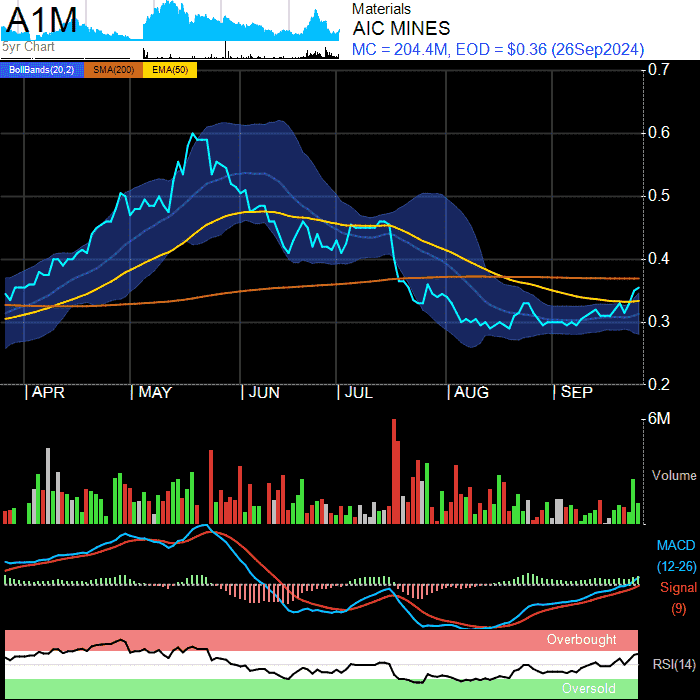 A1M
5yr Chart
Materials
AIC MINES
MC = 204.4M, EOD = $0.36 (26Sep2024)
BollBands(20,2) SMA(200) EMA(50)
0.7
0.6
0.5
0.4
0.3
0.2
APR MAY JUN JUL AUG SEP
6M
Volume
MACD
(12-26)
Signal
(9)
Overbought
RSI(14)
Oversold